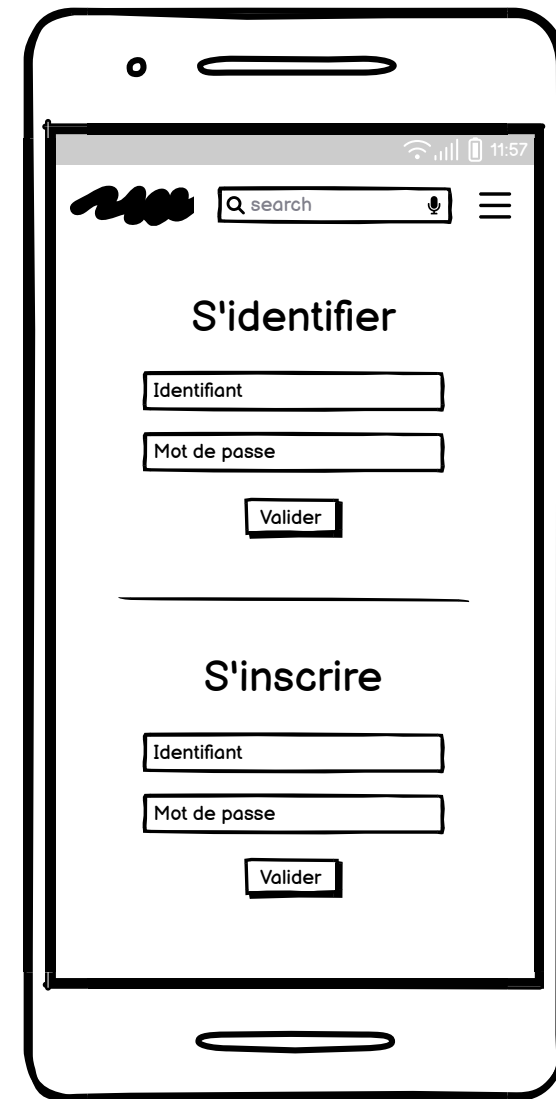 11:57
search
S'identifier
Identifiant
Mot de passe
Valider
S'inscrire
Identifiant
Mot de passe
Valider